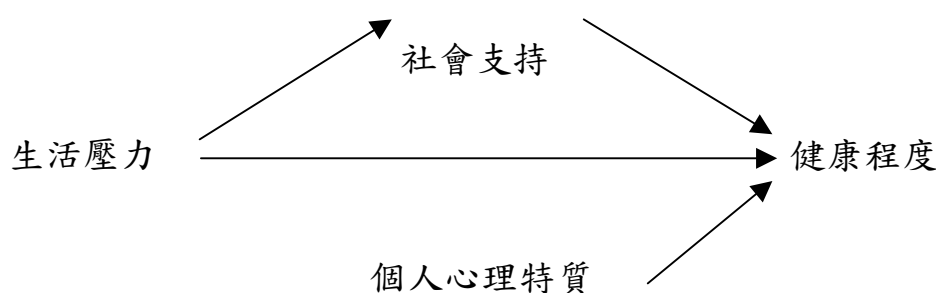 社會支持
生活壓力
健康程度
個人心理特質